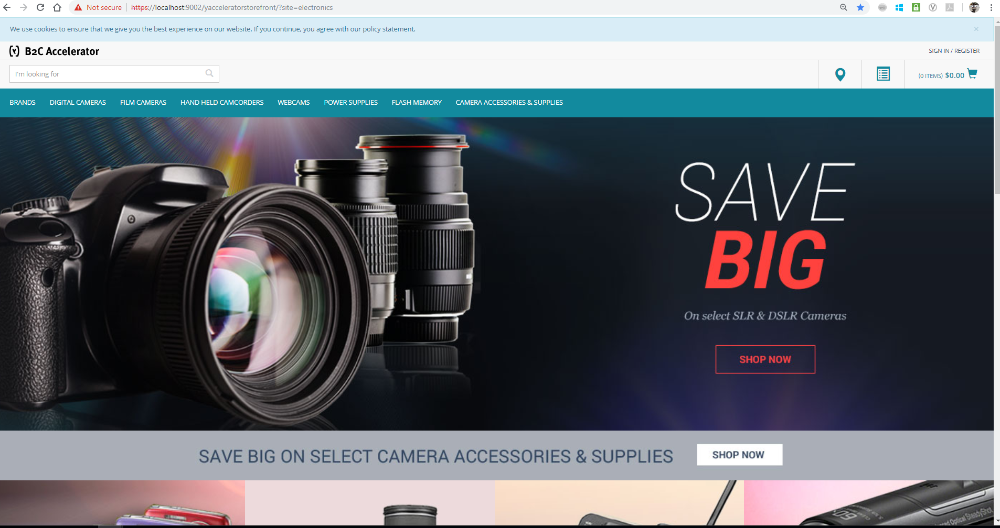 Not secure https://localhost:9002/yacceleratorstorefront/?site=electronics
We use cookies to ensure that we give you the best experience on our website. If you continue, you agree with our policy statement. ×
B2C Accelerator
SIGN IN / REGISTER
I'm looking for
(0 ITEMS) $0.00
BRANDS DIGITAL CAMERAS FILM CAMERAS HAND HELD CAMCORDERS WEBCAMS POWER SUPPLIES FLASH MEMORY CAMERA ACCESSORIES & SUPPLIES
SAVE
BIG
On select SLR & DSLR Cameras
SHOP NOW
SAVE BIG ON SELECT CAMERA ACCESSORIES & SUPPLIES SHOP NOW
Optical SteadyShot